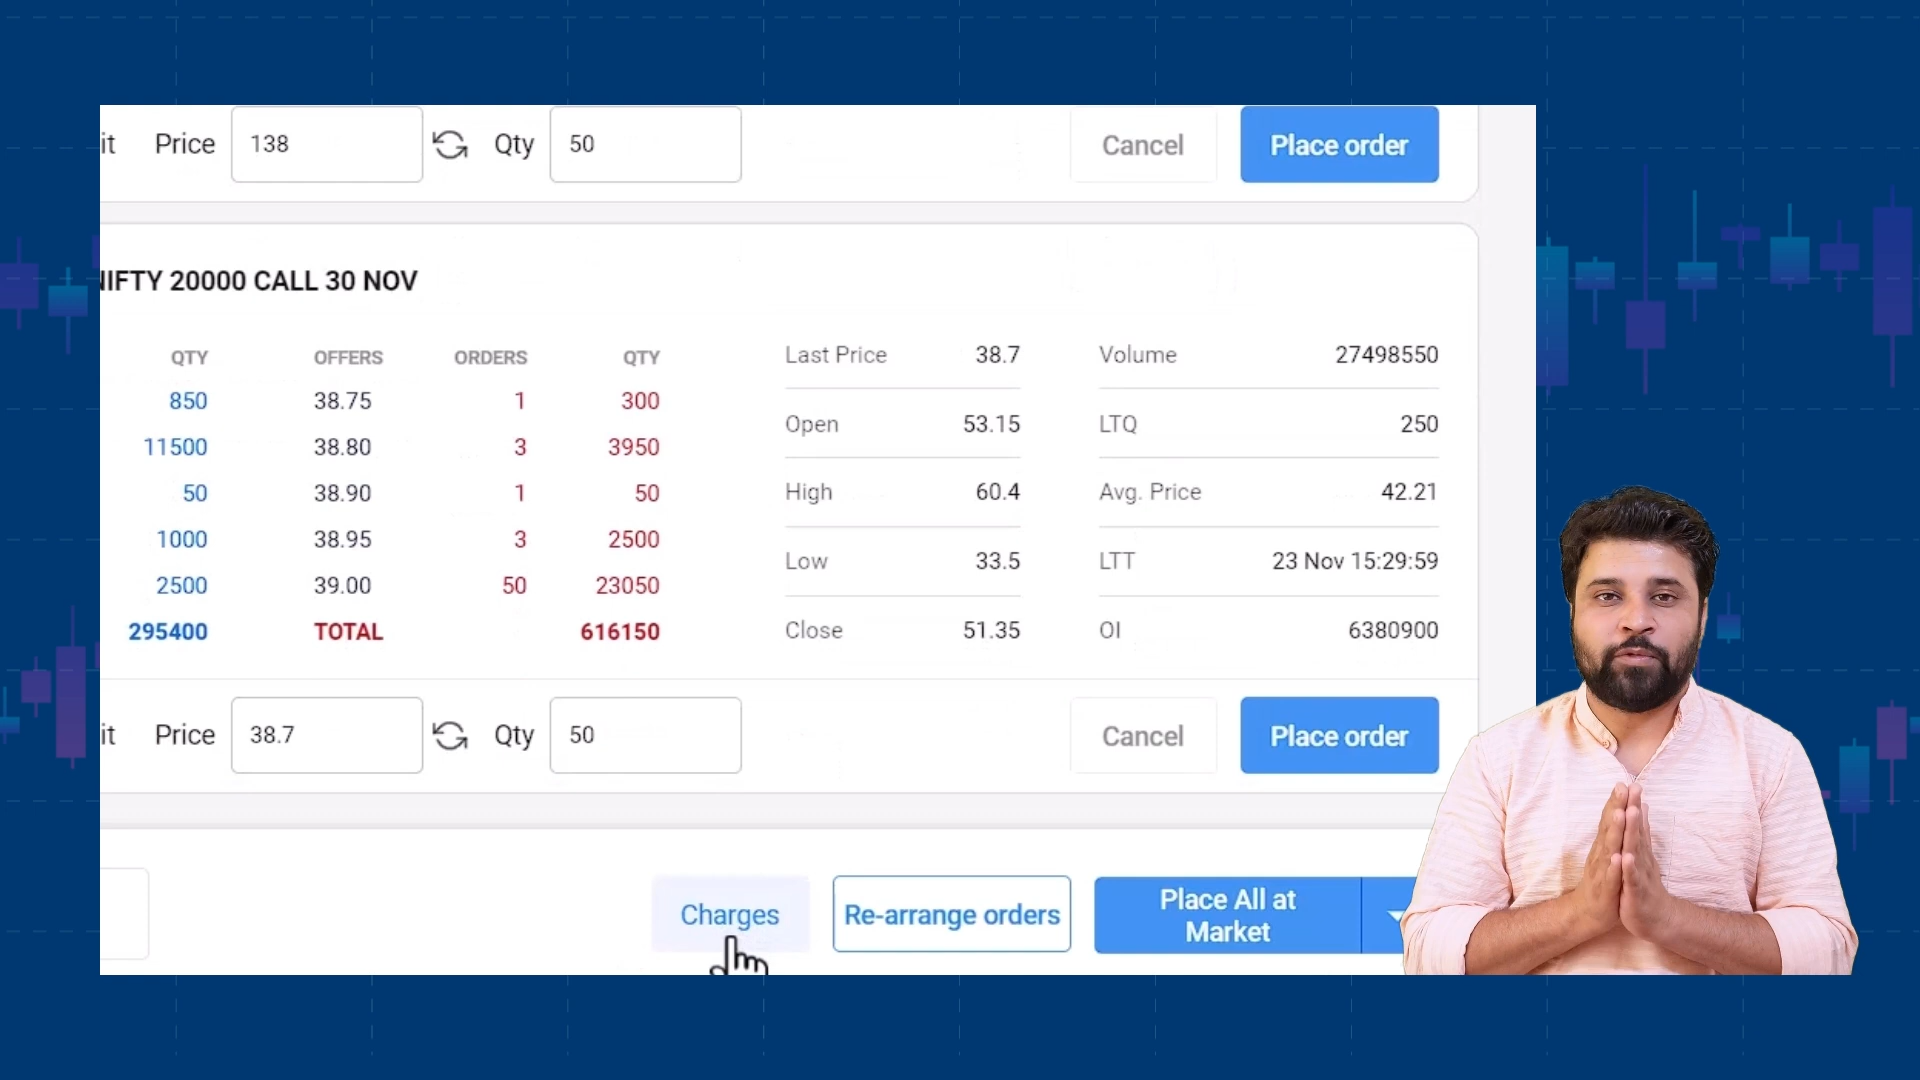 it Price 138 Qty 50 Cancel Place order
NIFTY 20000 CALL 30 NOV
QTY OFFERS ORDERS QTY
850 38.75 1 300
11500 38.80 3 3950
50 38.90 1 50
1000 38.95 3 2500
2500 39.00 50 23050
295400 TOTAL 616150
Last Price 38.7
Open 53.15
High 60.4
Low 33.5
Close 51.35
Volume 27498550
LTQ 250
Avg. Price 42.21
LTT 23 Nov 15:29:59
OI 6380900
it Price 38.7 Qty 50 Cancel Place order
Charges
Re-arrange orders
Place All at
Market